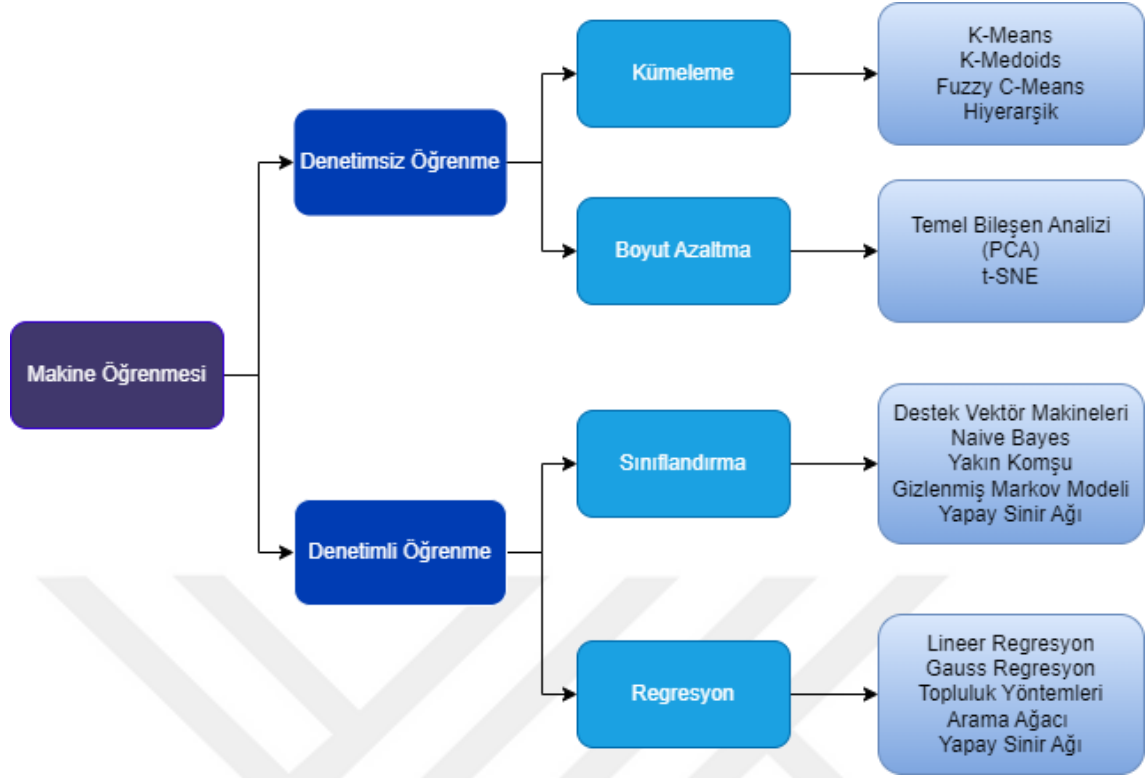 Makine Öğrenmesi
Denetimsiz Öğrenme
Kümeleme
K-Means
K-Medoids
Fuzzy C-Means
Hiyerarşik
Boyut Azaltma
Temel Bileşen Analizi
(PCA)
t-SNE
Denetimli Öğrenme
Sınıflandırma
Destek Vektör Makineleri
Naive Bayes
Yakın Komşu
Gizlenmiş Markov Modeli
Yapay Sinir Ağı
Regresyon
Lineer Regresyon
Gauss Regresyon
Topluluk Yöntemleri
Arama Ağacı
Yapay Sinir Ağı